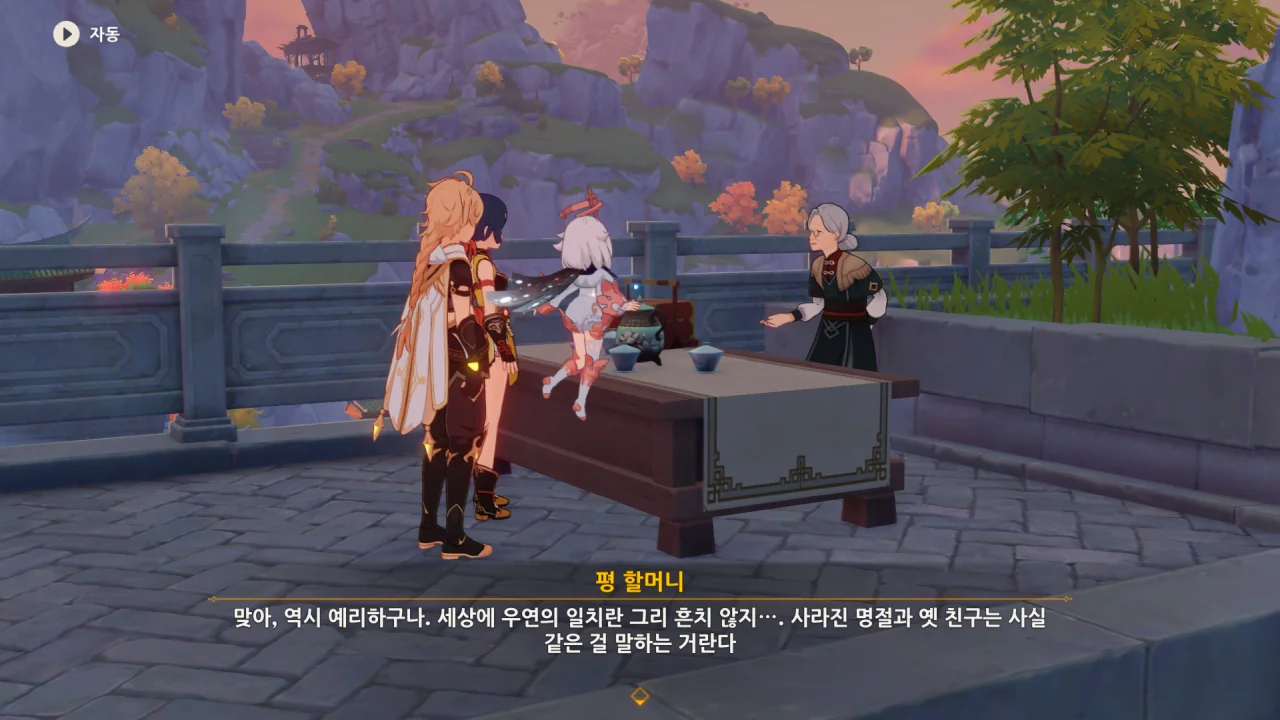 자동
평 할머니
맞아, 역시 예리하구나. 세상에 우연의 일치란 그리 흔치 않지…. 사라진 명절과 옛 친구는 사실
같은 걸 말하는 거란다